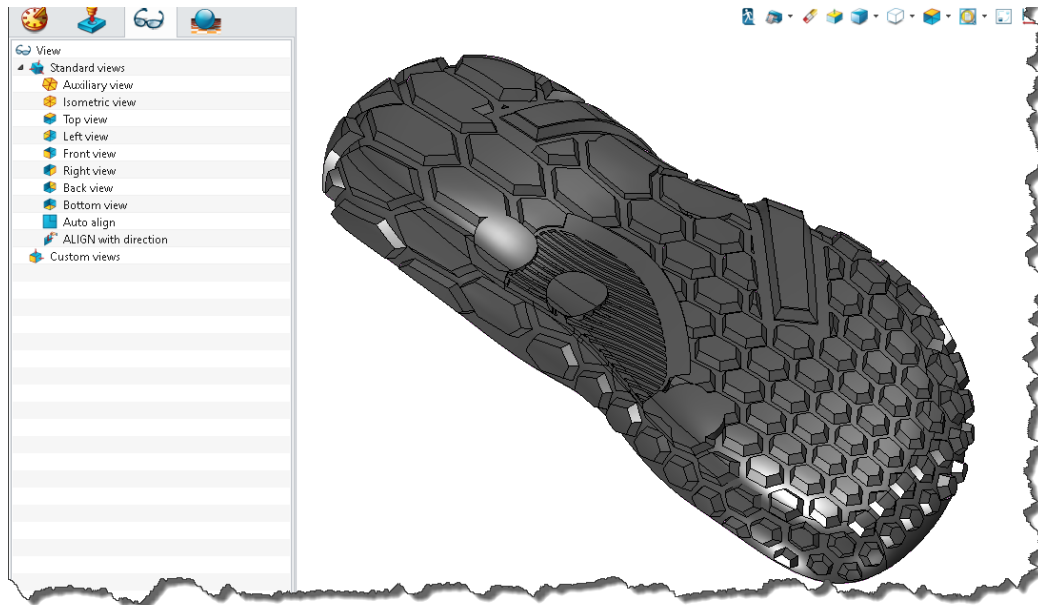 View
Standard views
Auxiliary view
Isometric view
Top view
Left view
Front view
Right view
Back view
Bottom view
Auto align
ALIGN with direction
Custom views